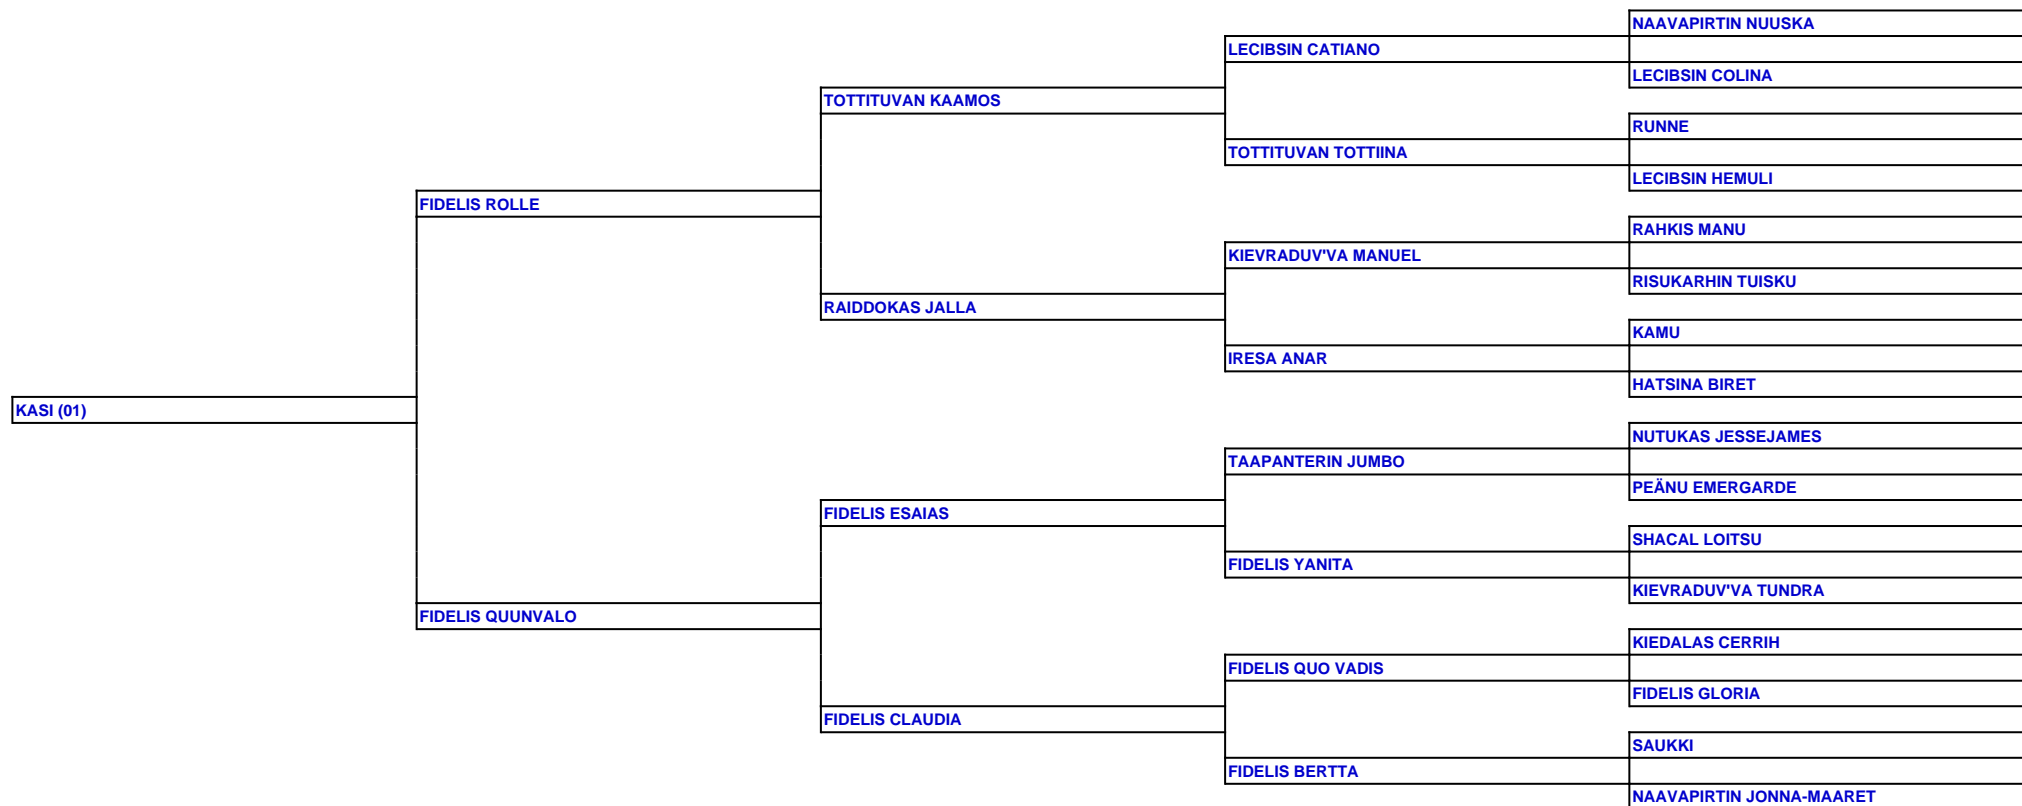 NAAVAPIRTIN NUUSKA
LECIBSIN CATIANO
LECIBSIN COLINA
TOTTITUVAN KAAMOS
RUNNE
TOTTITUVAN TOTTIINA
LECIBSIN HEMULI
FIDELIS ROLLE
RAHKIS MANU
KIEVRADUV'VA MANUEL
RISUKARHIN TUISKU
RAIDDOKAS JALLA
KAMU
IRESA ANAR
HATSINA BIRET
KASI (01)
NUTUKAS JESSEJAMES
TAAPANTERIN JUMBO
PEÄNU EMERGARDE
FIDELIS ESAIAS
SHACAL LOITSU
FIDELIS YANITA
KIEVRADUV'VA TUNDRA
FIDELIS QUUNVALO
KIEDALAS CERRIH
FIDELIS QUO VADIS
FIDELIS GLORIA
FIDELIS CLAUDIA
SAUKKI
FIDELIS BERTTA
NAAVAPIRTIN JONNA-MAARET